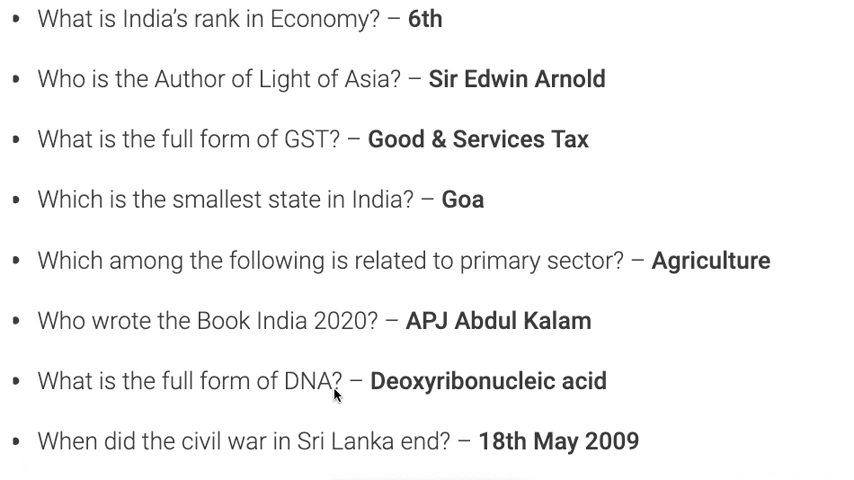 • What is India's rank in Economy? – 6th
• Who is the Author of Light of Asia? – Sir Edwin Arnold
• What is the full form of GST? – Good & Services Tax
• Which is the smallest state in India? – Goa
• Which among the following is related to primary sector? – Agriculture
• Who wrote the Book India 2020? – APJ Abdul Kalam
• What is the full form of DNA? – Deoxyribonucleic acid
• When did the civil war in Sri Lanka end? – 18th May 2009